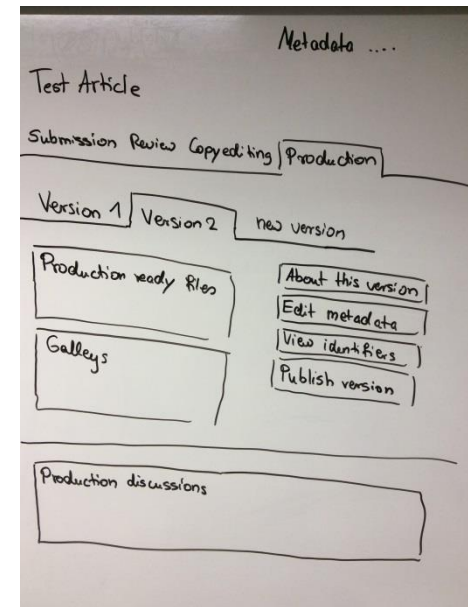 Metadata ....
Test Article
Submission Review Copyediting Production
Version 1 Version 2 new version
Production ready files
About this version
Edit metadata
View identifiers
Publish version
Galleys
Production discussions